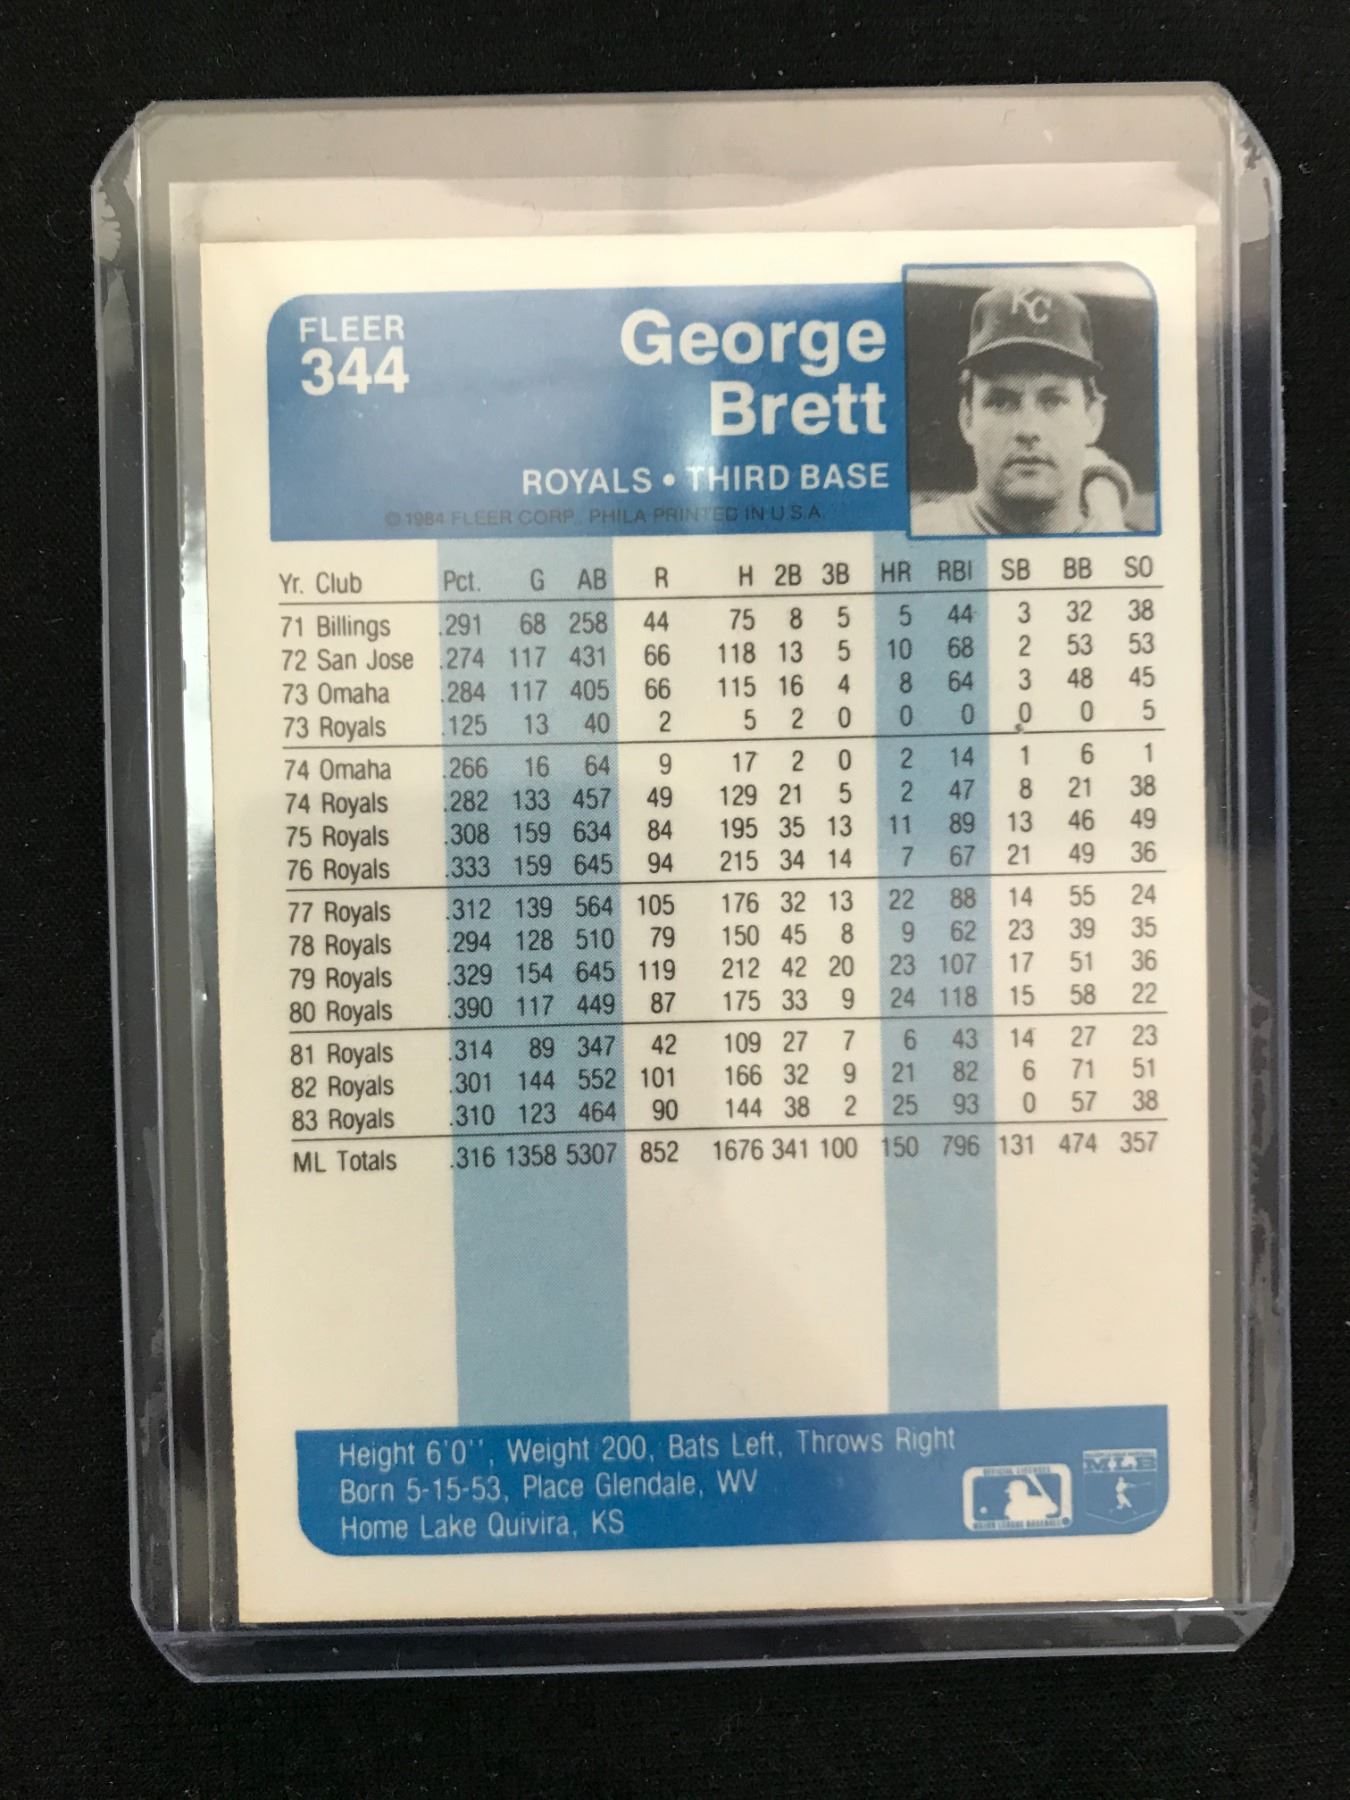 KC
FLEER
344
George
Brett
ROYALS • THIRD BASE
© 1984 FLEER CORP., PHILA PRINTED IN U.S.A.
Yr. Club Pct. G AB R H 2B 3B HR RBI SB BB SO
71 Billings .291 68 258 44 75 8 5 5 44 3 32 38
72 San Jose .274 117 431 66 118 13 5 10 68 2 53 53
73 Omaha .284 117 405 66 115 16 4 8 64 3 48 45
73 Royals .125 13 40 2 5 2 0 0 0 0 0 5
74 Omaha .266 16 64 9 17 2 0 2 14 1 6 1
74 Royals .282 133 457 49 129 21 5 2 47 8 21 38
75 Royals .308 159 634 84 195 35 13 11 89 13 46 49
76 Royals .333 159 645 94 215 34 14 7 67 21 49 36
77 Royals .312 139 564 105 176 32 13 22 88 14 55 24
78 Royals .294 128 510 79 150 45 8 9 62 23 39 35
79 Royals .329 154 645 119 212 42 20 23 107 17 51 36
80 Royals .390 117 449 87 175 33 9 24 118 15 58 22
81 Royals .314 89 347 42 109 27 7 6 43 14 27 23
82 Royals .301 144 552 101 166 32 9 21 82 6 71 51
83 Royals .310 123 464 90 144 38 2 25 93 0 57 38
ML Totals .316 1358 5307 852 1676 341 100 150 796 131 474 357
Height 6'0'', Weight 200, Bats Left, Throws Right
Born 5-15-53, Place Glendale, WV
Home Lake Quivira, KS
OFFICIAL LICENSEE
MAJOR LEAGUE BASEBALL
MLB